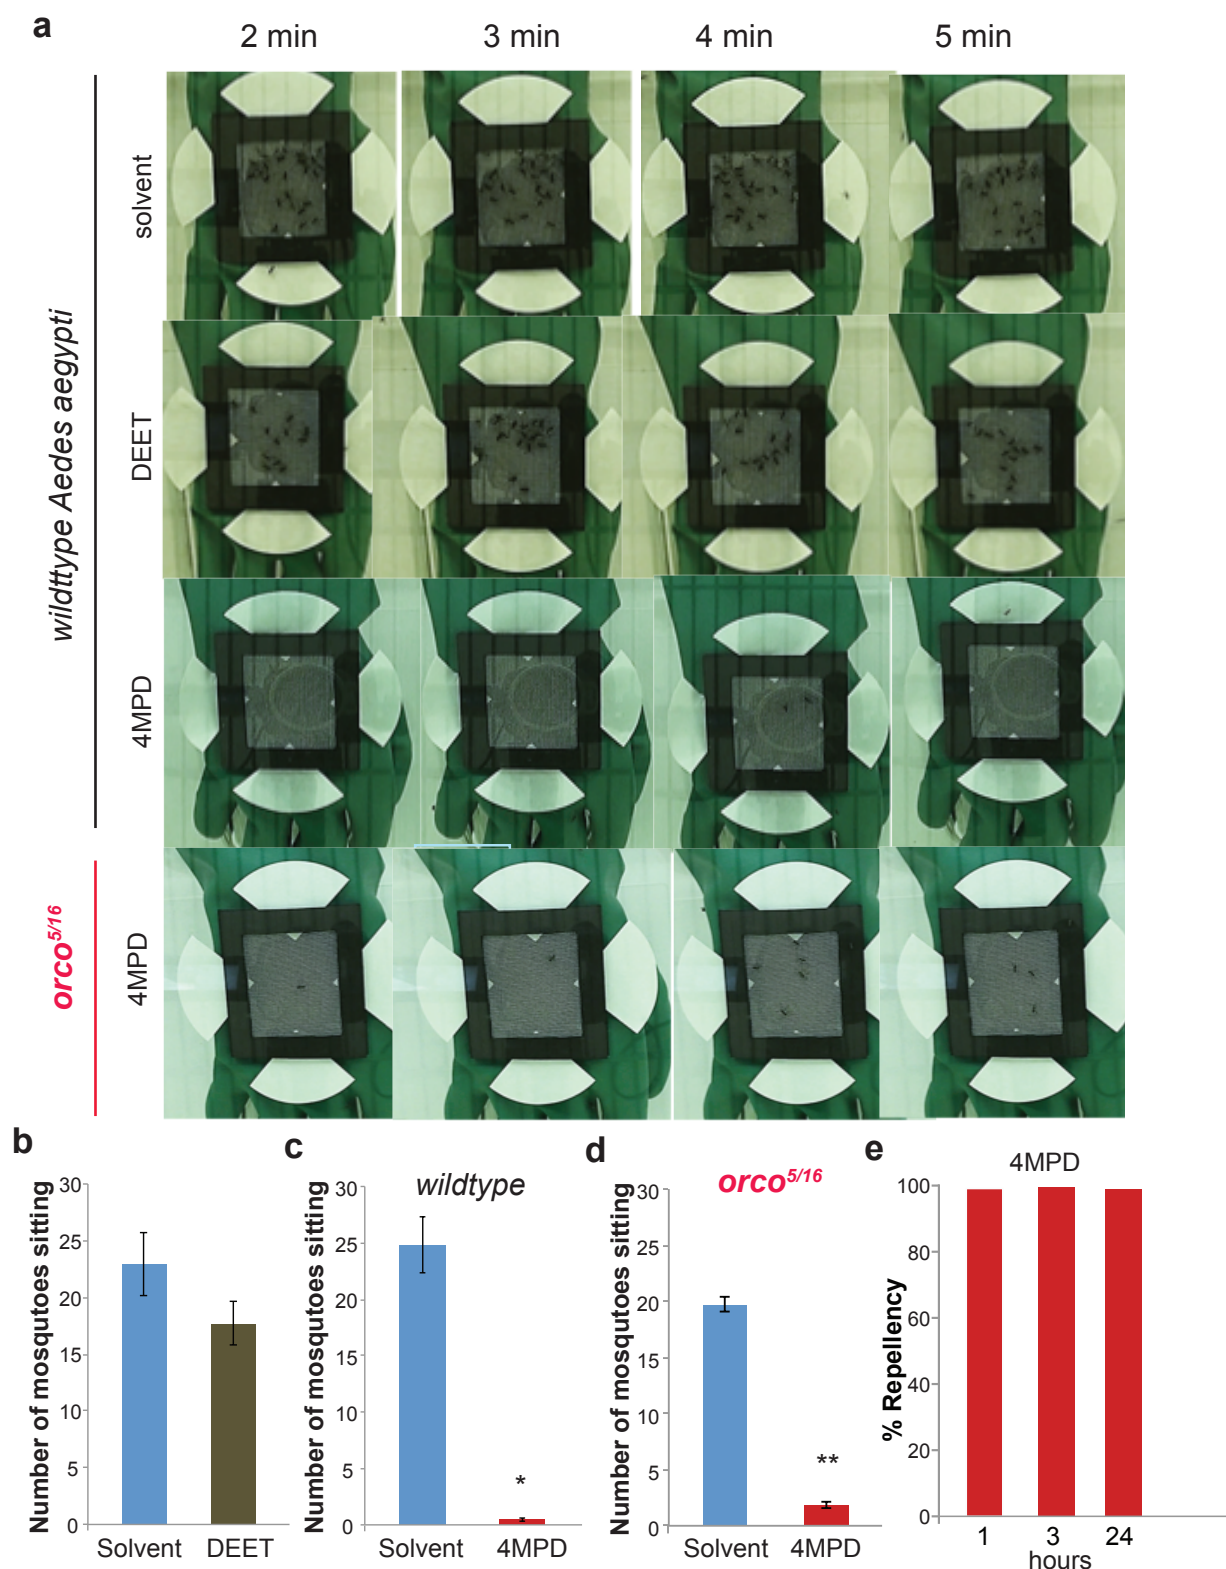 a
2 min 3 min 4 min 5 min
wildttype Aedes aegypti
solvent
DEET
4MPD
orco5/16
4MPD
b
Number of mosqutoes sitting
30
25
20
15
10
5
0
Solvent DEET
c
wildtype
Number of mosqutoes sitting
30
25
20
15
10
5
0
*
Solvent 4MPD
d
orco5/16
Number of mosqutoes sitting
30
25
20
15
10
5
0
**
Solvent 4MPD
e
4MPD
% Repellency
100
80
60
40
20
0
1 3 24
hours